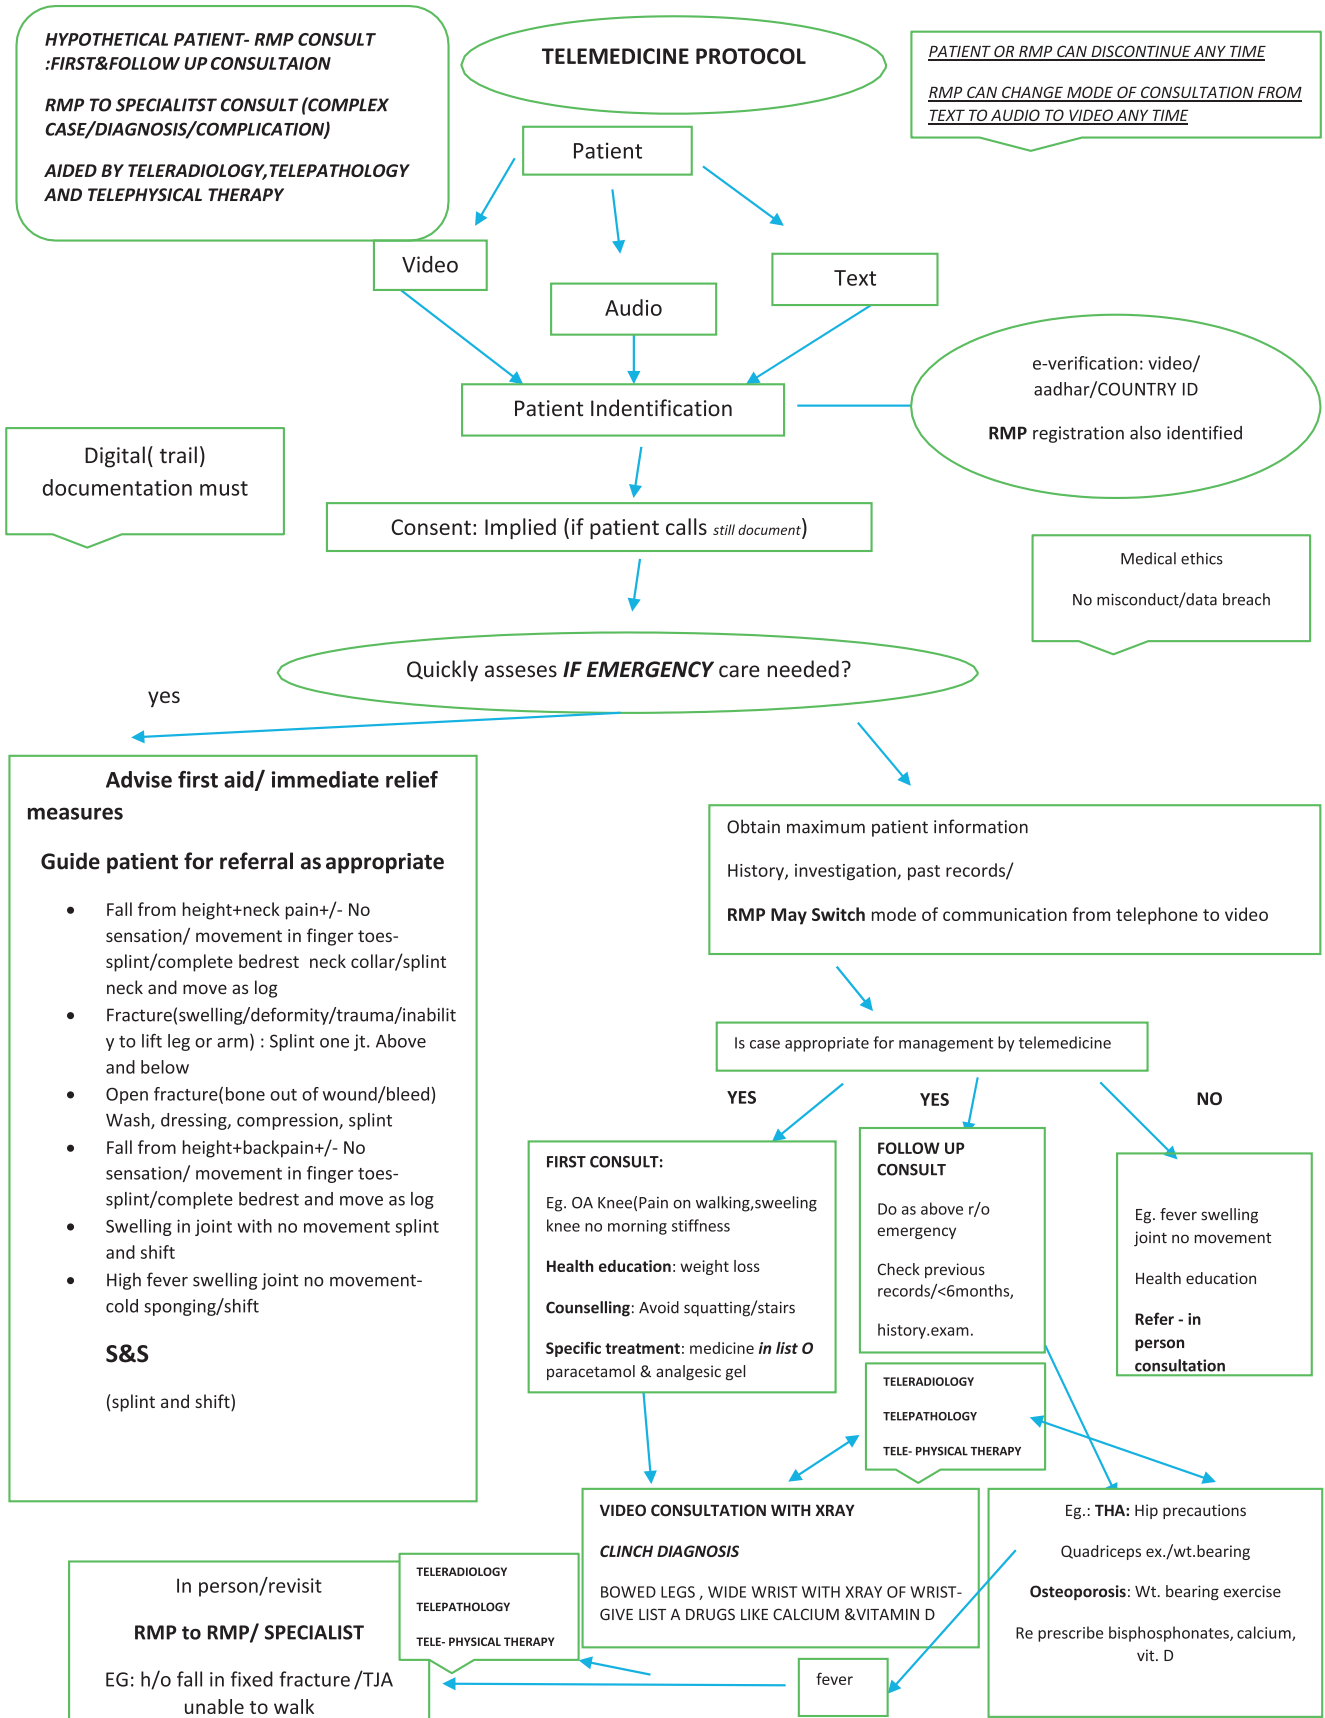 HYPOTHETICAL PATIENT- RMP CONSULT
:FIRST&FOLLOW UP CONSULTAION
RMP TO SPECIALITST CONSULT (COMPLEX
CASE/DIAGNOSIS/COMPLICATION)
AIDED BY TELERADIOLOGY,TELEPATHOLOGY
AND TELEPHYSICAL THERAPY
TELEMEDICINE PROTOCOL
PATIENT OR RMP CAN DISCONTINUE ANY TIME
RMP CAN CHANGE MODE OF CONSULTATION FROM
TEXT TO AUDIO TO VIDEO ANY TIME
Patient
Video
Audio
Text
Patient Indentification
e-verification: video/
aadhar/COUNTRY ID
RMP registration also identified
Digital( trail)
documentation must
Consent: Implied (if patient calls still document)
Medical ethics
No misconduct/data breach
Quickly asseses IF EMERGENCY care needed?
yes
Advise first aid/ immediate relief
measures
Guide patient for referral as appropriate
• Fall from height+neck pain+/- No
sensation/ movement in finger toes-
splint/complete bedrest neck collar/splint
neck and move as log
• Fracture(swelling/deformity/trauma/inabilit
y to lift leg or arm) : Splint one jt. Above
and below
• Open fracture(bone out of wound/bleed)
Wash, dressing, compression, splint
• Fall from height+backpain+/- No
sensation/ movement in finger toes-
splint/complete bedrest and move as log
• Swelling in joint with no movement splint
and shift
• High fever swelling joint no movement-
cold sponging/shift
S&S
(splint and shift)
Obtain maximum patient information
History, investigation, past records/
RMP May Switch mode of communication from telephone to video
Is case appropriate for management by telemedicine
YES
YES
NO
FIRST CONSULT:
Eg. OA Knee(Pain on walking,sweeling
knee no morning stiffness
Health education: weight loss
Counselling: Avoid squatting/stairs
Specific treatment: medicine in list O
paracetamol & analgesic gel
FOLLOW UP
CONSULT
Do as above r/o
emergency
Check previous
records/<6months,
history.exam.
Eg. fever swelling
joint no movement
Health education
Refer - in
person
consultation
TELERADIOLOGY
TELEPATHOLOGY
TELE- PHYSICAL THERAPY
VIDEO CONSULTATION WITH XRAY
CLINCH DIAGNOSIS
BOWED LEGS , WIDE WRIST WITH XRAY OF WRIST-
GIVE LIST A DRUGS LIKE CALCIUM &VITAMIN D
Eg.: THA: Hip precautions
Quadriceps ex./wt.bearing
Osteoporosis: Wt. bearing exercise
Re prescribe bisphosphonates, calcium,
vit. D
TELERADIOLOGY
TELEPATHOLOGY
TELE- PHYSICAL THERAPY
In person/revisit
RMP to RMP/ SPECIALIST
EG: h/o fall in fixed fracture /TJA
unable to walk
fever